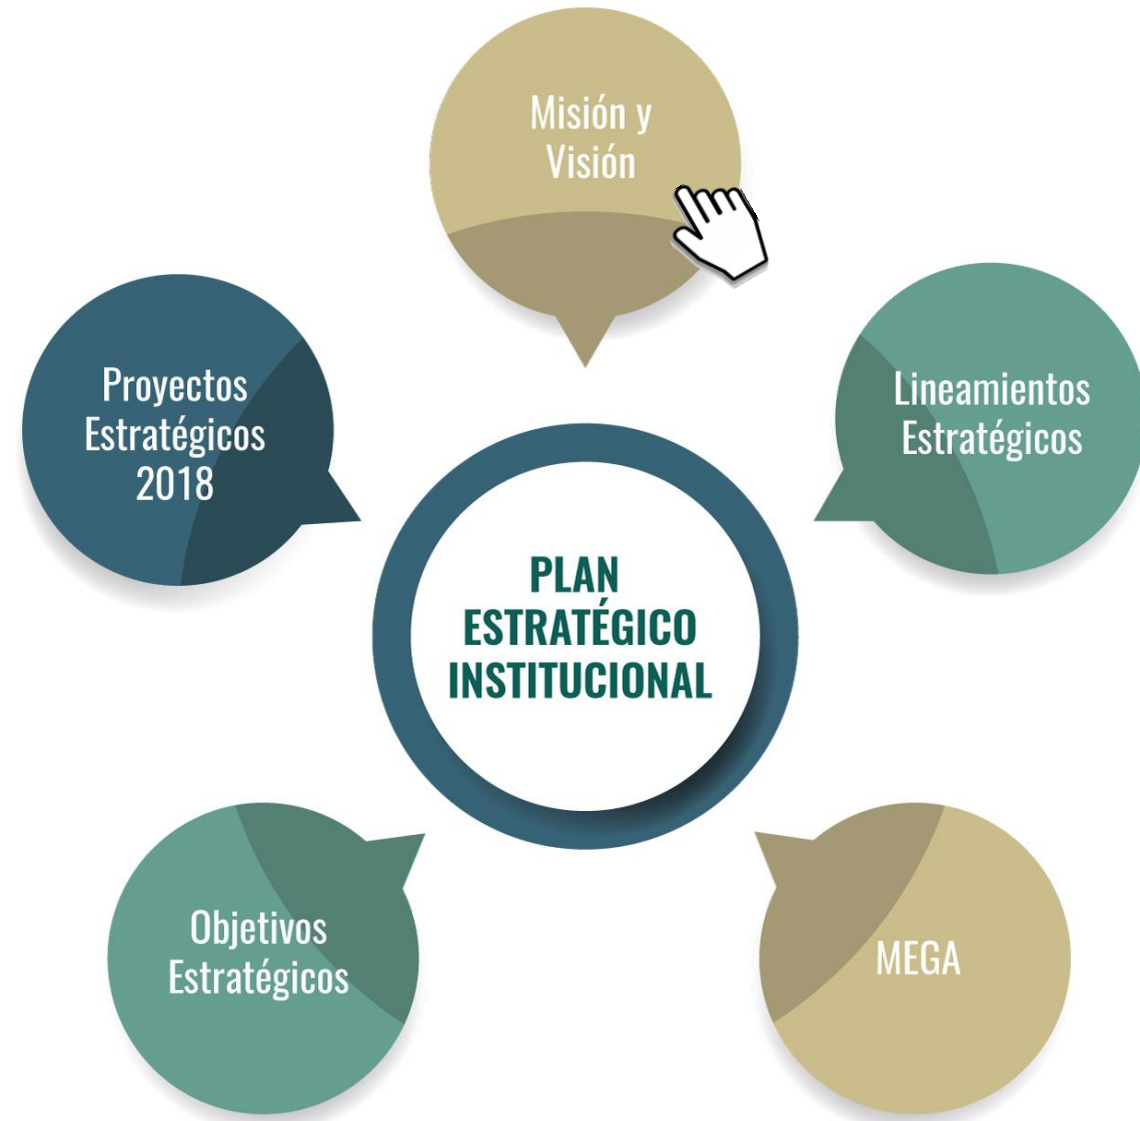 Misión y
Visión
Proyectos
Estratégicos
2018
Lineamientos
Estratégicos
PLAN
ESTRATÉGICO
INSTITUCIONAL
Objetivos
Estratégicos
MEGA